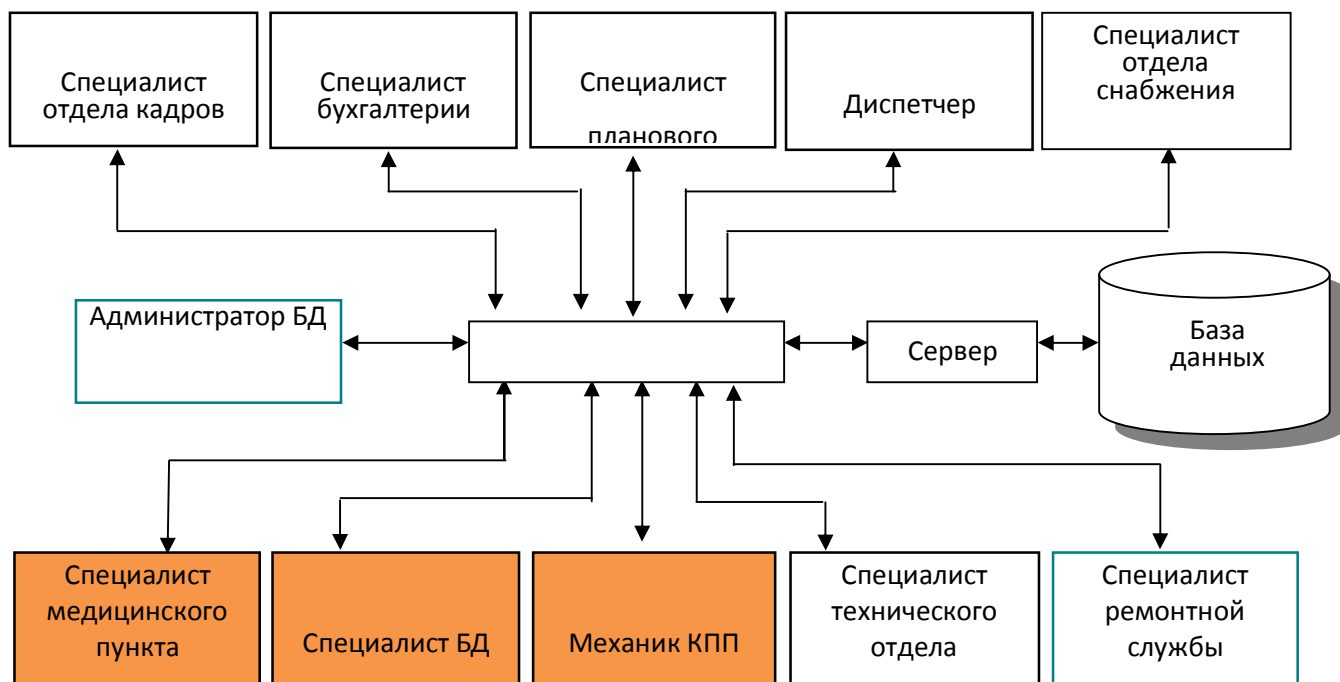 Специалист
отдела кадров
Специалист
бухгалтерии
Специалист
планового
Диспетчер
Специалист
отдела
снабжения
Администратор БД
Сервер
База
данных
Специалист
медицинского
пункта
Специалист БД
Механик КПП
Специалист
технического
отдела
Специалист
ремонтной
службы